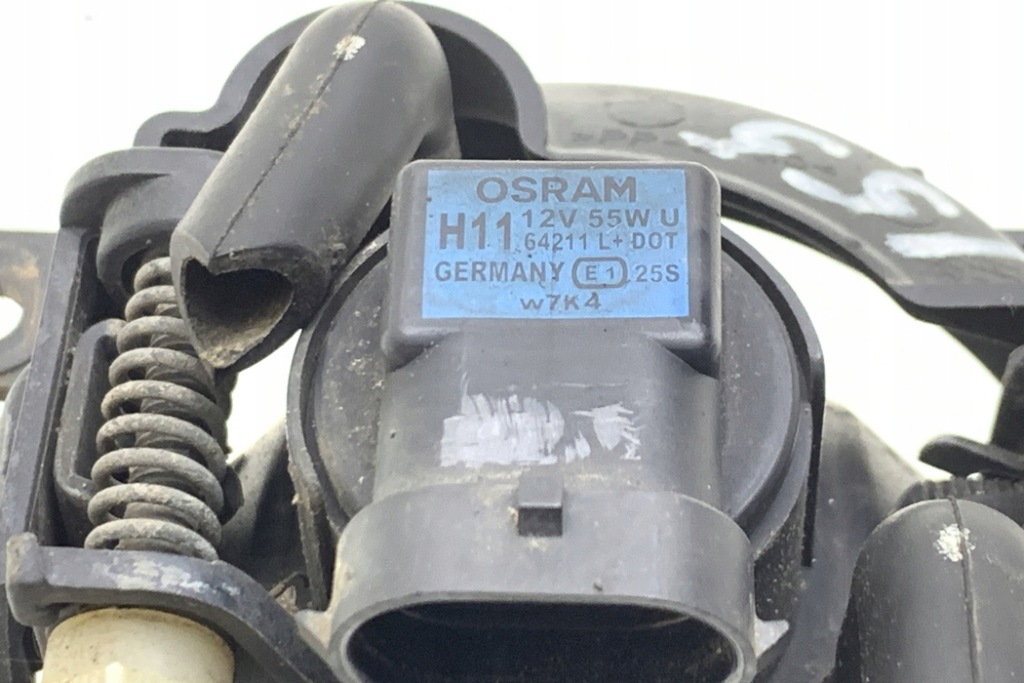 OSRAM
H11 12V 55W U
64211 L+ DOT
GERMANY E1 25S
W7K4